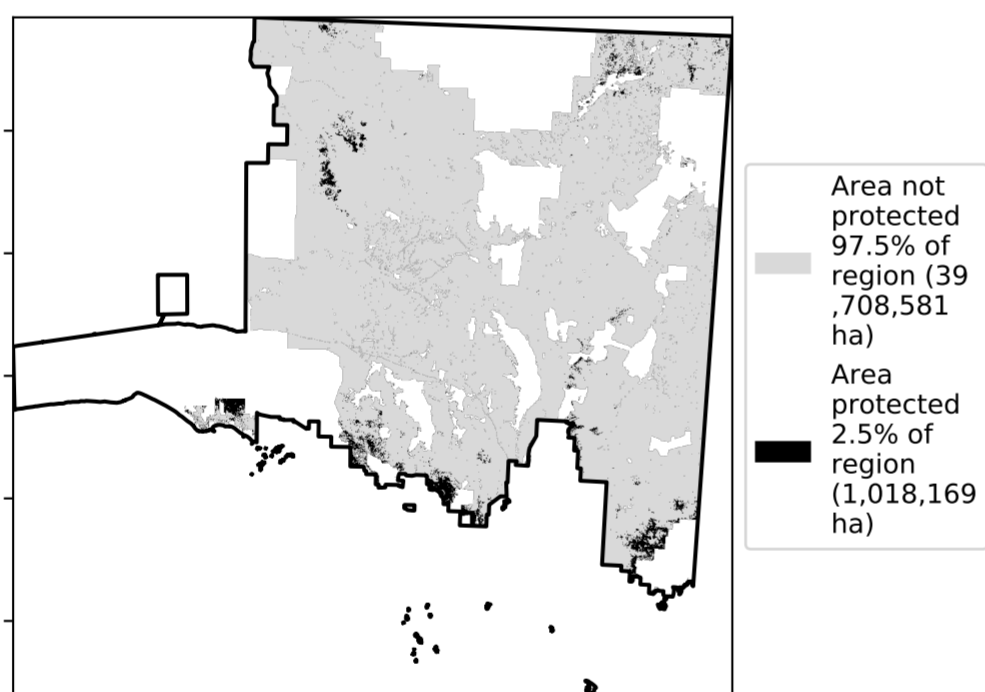 Area not
protected
97.5% of
region (39
,708,581
ha)
Area
protected
2.5% of
region
(1,018,169
ha)